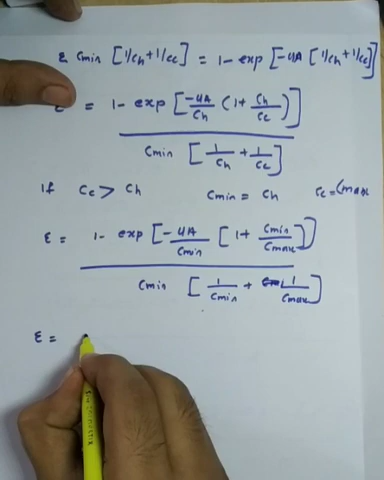 ε Cmin [1/Ch + 1/Cc] = 1 - exp [-UA [1/Ch + 1/Cc]]
ε = 1 - exp [-UA/Ch (1 + Ch/Cc)]
Cmin [1/Ch + 1/Cc]
If Cc > Ch Cmin = Ch Cc = Cmax
ε = 1 - exp [-UA/Cmin [1 + Cmin/Cmax)]
Cmin [1/Cmin + 1/Cmax]
ε =